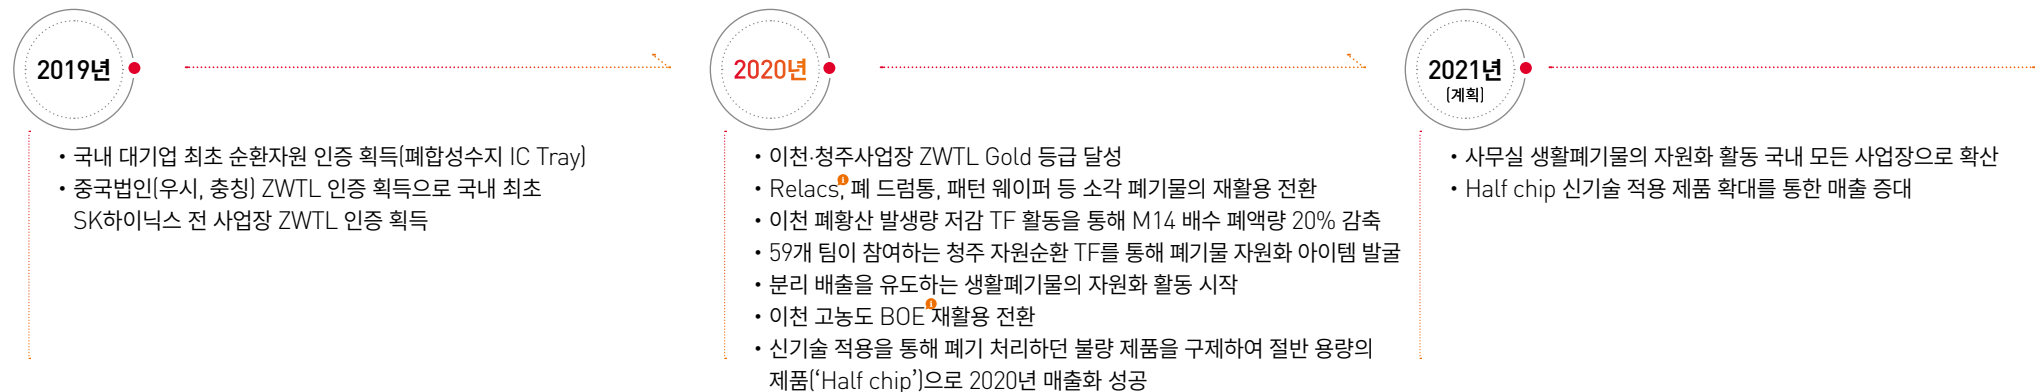 2019년
• 국내 대기업 최초 순환자원 인증 획득(폐합성수지 IC Tray)
• 중국법인(우시, 충칭) ZWTL 인증 획득으로 국내 최초
SK하이닉스 전 사업장 ZWTL 인증 획득
2020년
• 이천·청주사업장 ZWTL Gold 등급 달성
• Relacs, 폐 드럼통, 패턴 웨이퍼 등 소각 폐기물의 재활용 전환
• 이천 폐황산 발생량 저감 TF 활동을 통해 M14 배수 폐액량 20% 감축
• 59개 팀이 참여하는 청주 자원순환 TF를 통해 폐기물 자원화 아이템 발굴
• 분리 배출을 유도하는 생활폐기물의 자원화 활동 시작
• 이천 고농도 BOE 재활용 전환
• 신기술 적용을 통해 폐기 처리하던 불량 제품을 구제하여 절반 용량의
제품(‘Half chip’)으로 2020년 매출화 성공
2021년
(계획)
• 사무실 생활폐기물의 자원화 활동 국내 모든 사업장으로 확산
• Half chip 신기술 적용 제품 확대를 통한 매출 증대